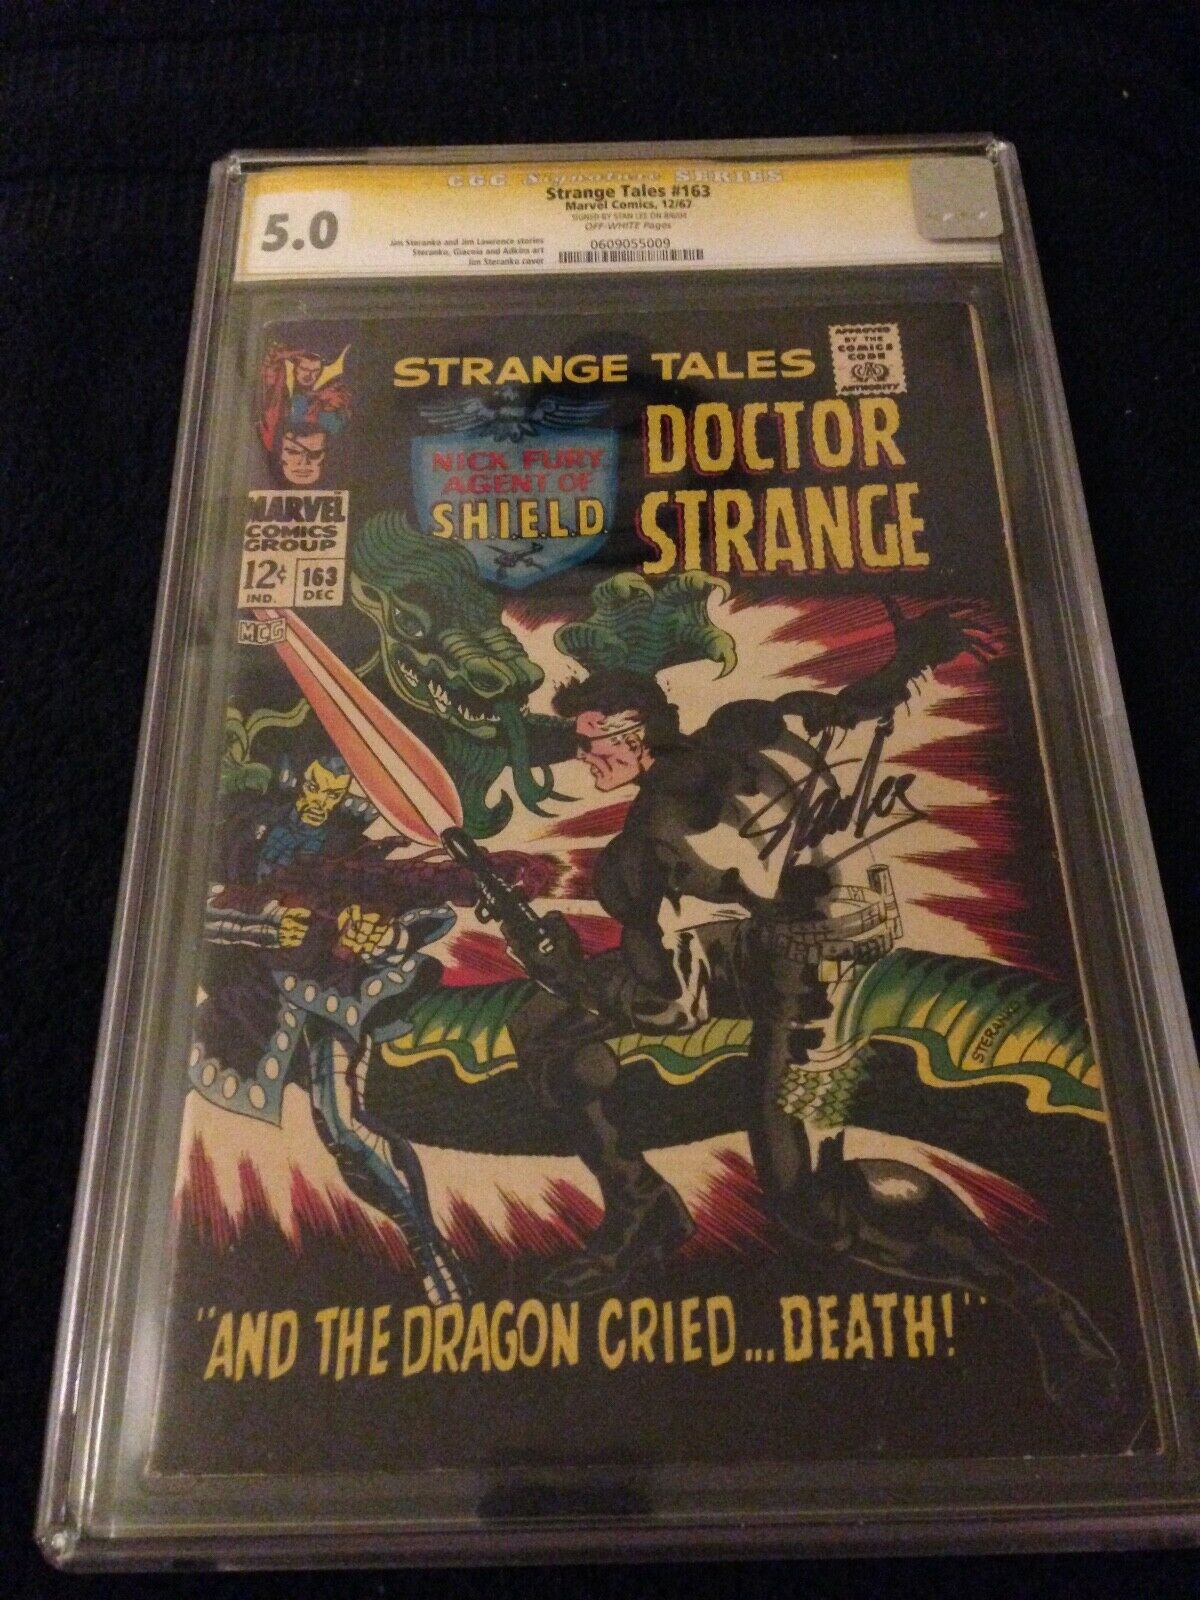 CGC Signature SERIES
5.0
Strange Tales #163
Marvel Comics, 12/67
SIGNED BY STAN LEE ON
OFF-WHITE Pages
0609055009
Jim Steranko and Jim Lawrence stories
Steranko, Giacoia and Adkins art
Jim Steranko cover
STRANGE TALES
APPROVED
BY THE
COMICS
CODE
CA
AUTHORITY
NICK FURY
AGENT OF
S.H.I.E.L.D.
DOCTOR
STRANGE
MARVEL
COMICS
GROUP
12¢
IND.
163
DEC
MCG
Stan Lee
STERANKO
"AND THE DRAGON CRIED...DEATH!"